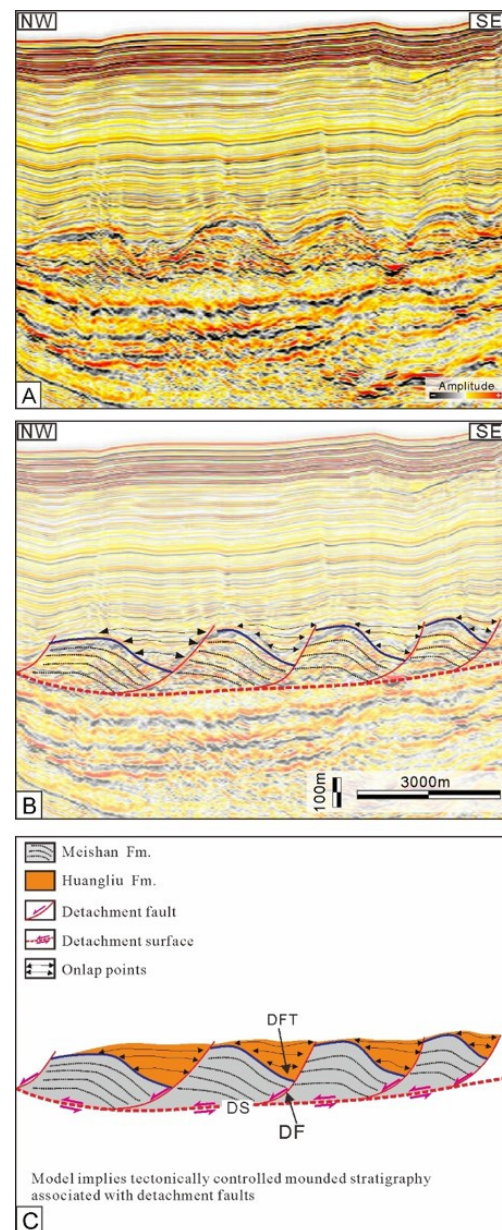 NW SE
Amplitude
- +
A
NW SE
100m 3000m
B
Meishan Fm.
Huangliu Fm.
Detachment fault
Detachment surface
Onlap points
DFT
DS
DF
Model implies tectonically controlled mounded stratigraphy
associated with detachment faults
C